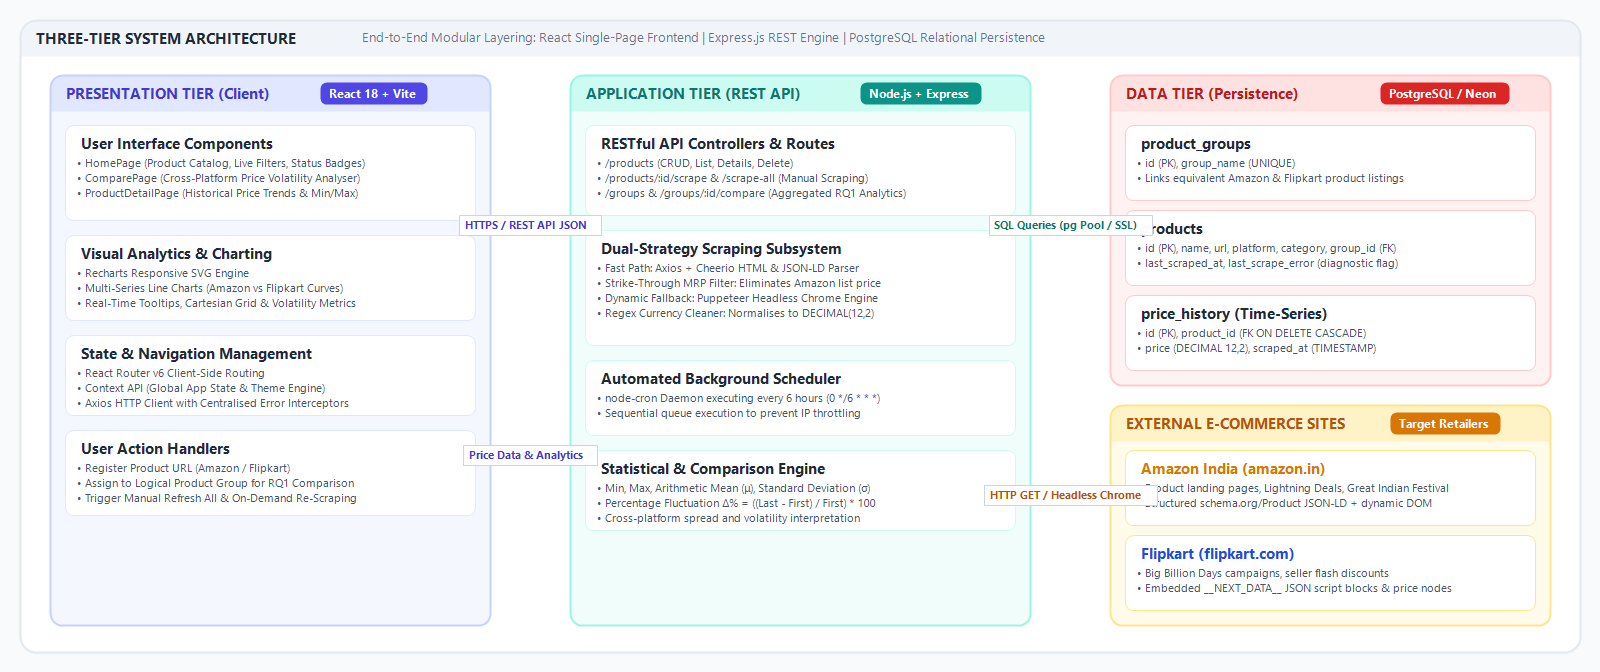 THREE-TIER SYSTEM ARCHITECTURE
End-to-End Modular Layering: React Single-Page Frontend | Express.js REST Engine | PostgreSQL Relational Persistence
PRESENTATION TIER (Client)
React 18 + Vite
User Interface Components
• HomePage (Product Catalog, Live Filters, Status Badges)
• ComparePage (Cross-Platform Price Volatility Analyser)
• ProductDetailPage (Historical Price Trends & Min/Max)
Visual Analytics & Charting
• Recharts Responsive SVG Engine
• Multi-Series Line Charts (Amazon vs Flipkart Curves)
• Real-Time Tooltips, Cartesian Grid & Volatility Metrics
State & Navigation Management
• React Router v6 Client-Side Routing
• Context API (Global App State & Theme Engine)
• Axios HTTP Client with Centralised Error Interceptors
User Action Handlers
• Register Product URL (Amazon / Flipkart)
• Assign to Logical Product Group for RQ1 Comparison
• Trigger Manual Refresh All & On-Demand Re-Scraping
HTTPS / REST API JSON
Price Data & Analytics
APPLICATION TIER (REST API)
Node.js + Express
RESTful API Controllers & Routes
• /products (CRUD, List, Details, Delete)
• /products/:id/scrape & /scrape-all (Manual Scraping)
• /groups & /groups/:id/compare (Aggregated RQ1 Analytics)
Dual-Strategy Scraping Subsystem
• Fast Path: Axios + Cheerio HTML & JSON-LD Parser
• Strike-Through MRP Filter: Eliminates Amazon list price
• Dynamic Fallback: Puppeteer Headless Chrome Engine
• Regex Currency Cleaner: Normalises to DECIMAL(12,2)
Automated Background Scheduler
• node-cron Daemon executing every 6 hours (0 */6 * * *)
• Sequential queue execution to prevent IP throttling
Statistical & Comparison Engine
• Min, Max, Arithmetic Mean (μ), Standard Deviation (σ)
• Percentage Fluctuation Δ% = ((Last - First) / First) * 100
• Cross-platform spread and volatility interpretation
SQL Queries (pg Pool / SSL)
HTTP GET / Headless Chrome
DATA TIER (Persistence)
PostgreSQL / Neon
product_groups
• id (PK), group_name (UNIQUE)
• Links equivalent Amazon & Flipkart product listings
products
• id (PK), name, url, platform, category, group_id (FK)
• last_scraped_at, last_scrape_error (diagnostic flag)
price_history (Time-Series)
• id (PK), product_id (FK ON DELETE CASCADE)
• price (DECIMAL 12,2), scraped_at (TIMESTAMP)
EXTERNAL E-COMMERCE SITES
Target Retailers
Amazon India (amazon.in)
Product landing pages, Lightning Deals, Great Indian Festival
Structured schema.org/Product JSON-LD + dynamic DOM
Flipkart (flipkart.com)
• Big Billion Days campaigns, seller flash discounts
• Embedded __NEXT_DATA__ JSON script blocks & price nodes